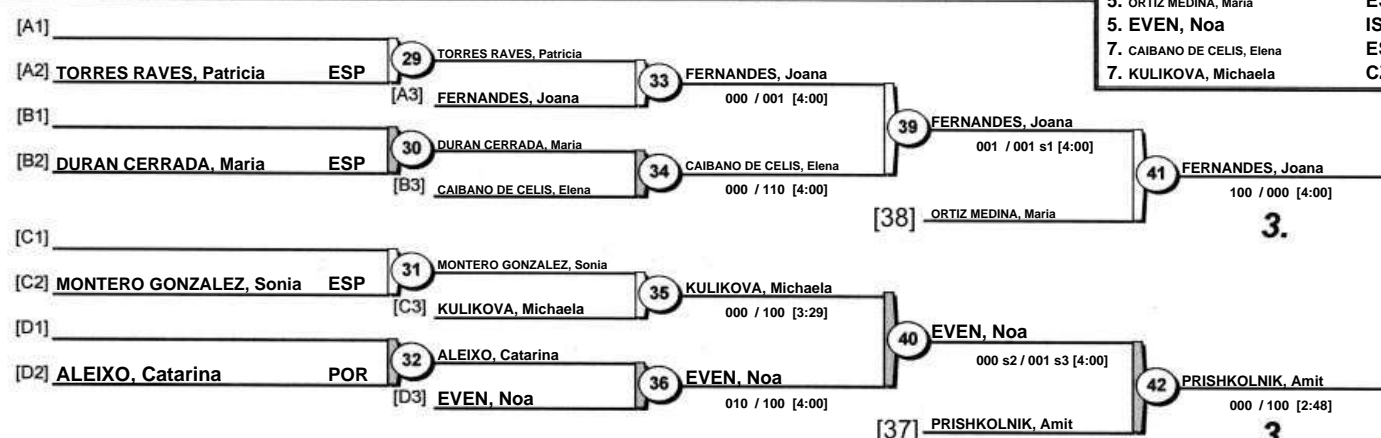 5. ORTIZ MEDINA, Maria
5. EVEN, Noa
7. CAIBANO DE CELIS, Elena
7. KULIKOVA, Michaela
[A1]
[A2] TORRES RAVES, Patricia ESP
29
TORRES RAVES, Patricia
[A3] FERNANDES, Joana
33
FERNANDES, Joana
000 / 001 [4:00]
[B1]
[B2] DURAN CERRADA, Maria ESP
30
DURAN CERRADA, Maria
[B3] CAIBANO DE CELIS, Elena
34
CAIBANO DE CELIS, Elena
000 / 110 [4:00]
39
FERNANDES, Joana
001 / 001 s1 [4:00]
[38] ORTIZ MEDINA, Maria
41
FERNANDES, Joana
100 / 000 [4:00]
3.
[C1]
[C2] MONTERO GONZALEZ, Sonia ESP
31
MONTERO GONZALEZ, Sonia
[C3] KULIKOVA, Michaela
35
KULIKOVA, Michaela
000 / 100 [3:29]
[D1]
[D2] ALEIXO, Catarina POR
32
ALEIXO, Catarina
[D3] EVEN, Noa
36
EVEN, Noa
010 / 100 [4:00]
40
EVEN, Noa
000 s2 / 001 s3 [4:00]
[37] PRISHKOLNIK, Amit
42
PRISHKOLNIK, Amit
000 / 100 [2:48]
3